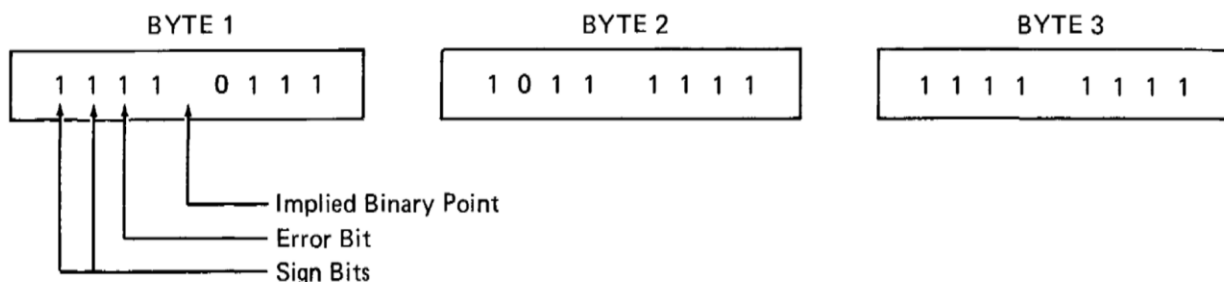 BYTE 1 BYTE 2 BYTE 3
1 1 1 1 0 1 1 1 1 0 1 1 1 1 1 1 1 1 1 1 1 1 1 1
Implied Binary Point
Error Bit
Sign Bits